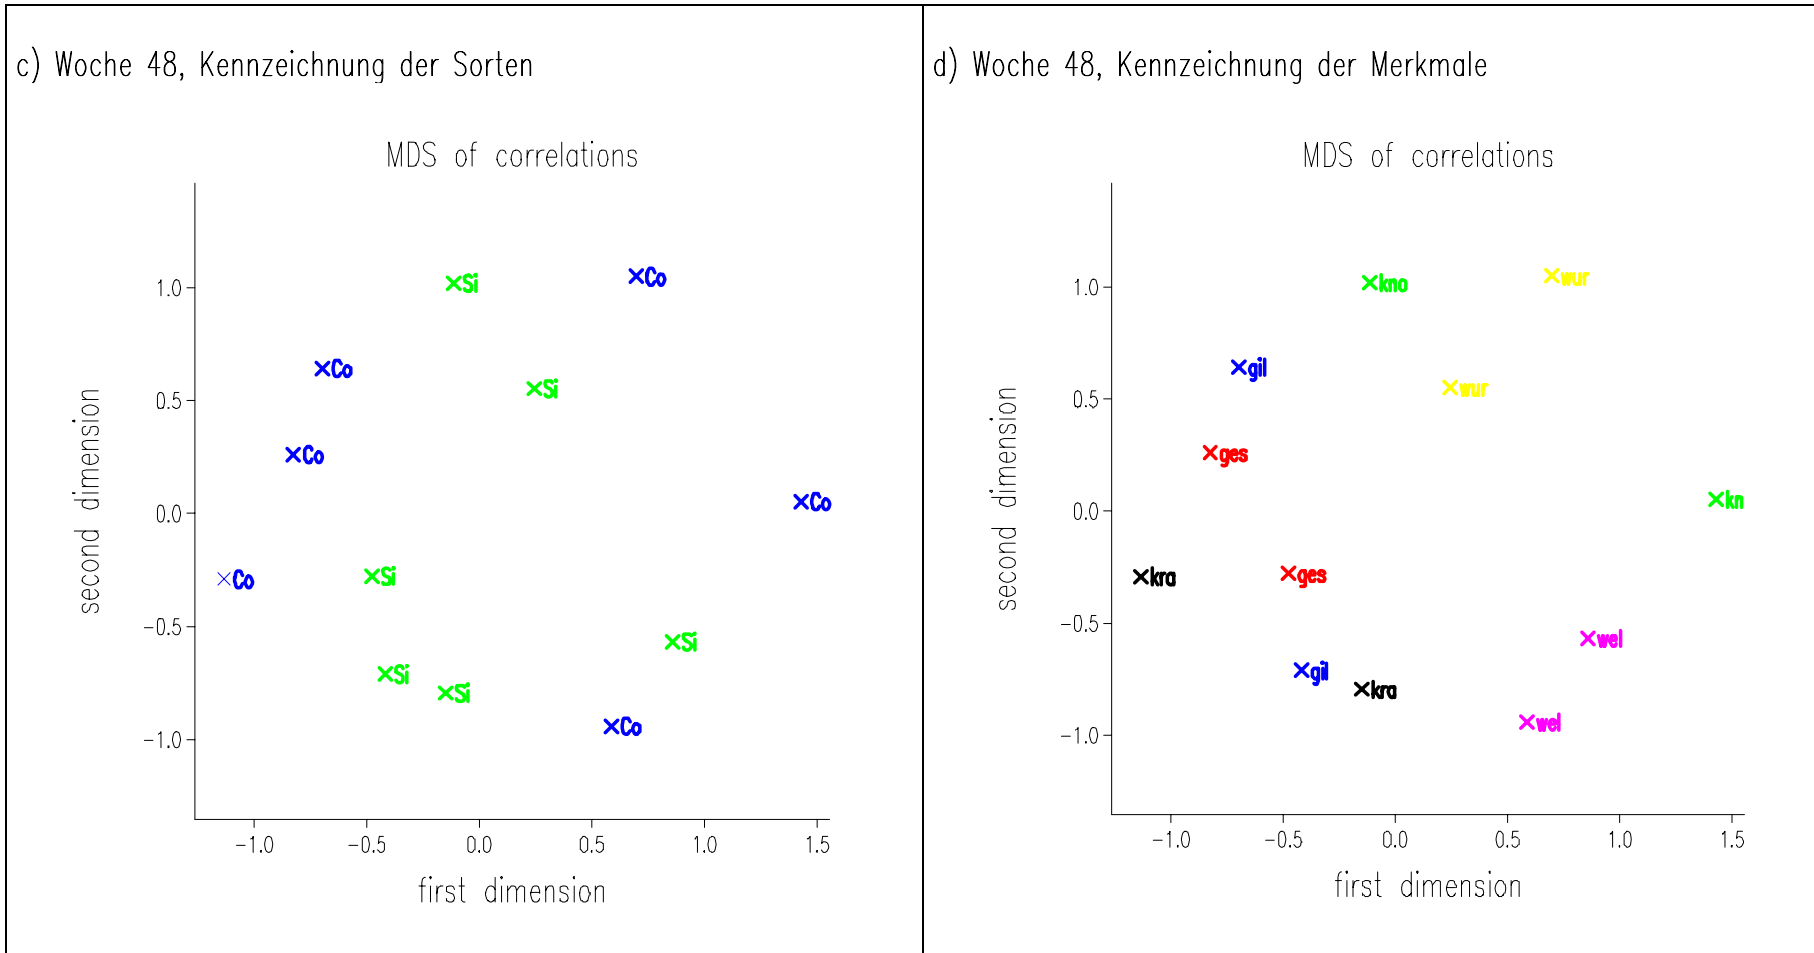 c) Woche 48, Kennzeichnung der Sorten
MDS of correlations
second dimension
1.0
0.5
0.0
−0.5
−1.0
Si
Co
Co
Si
Co
Co
Co
Si
Si
Si
Si
Co
−1.0 −0.5 0.0 0.5 1.0 1.5
first dimension
d) Woche 48, Kennzeichnung der Merkmale
MDS of correlations
second dimension
1.0
0.5
0.0
−0.5
−1.0
kno
wur
gil
wur
ges
kn
kra
ges
wel
gil
kra
wel
−1.0 −0.5 0.0 0.5 1.0 1.5
first dimension